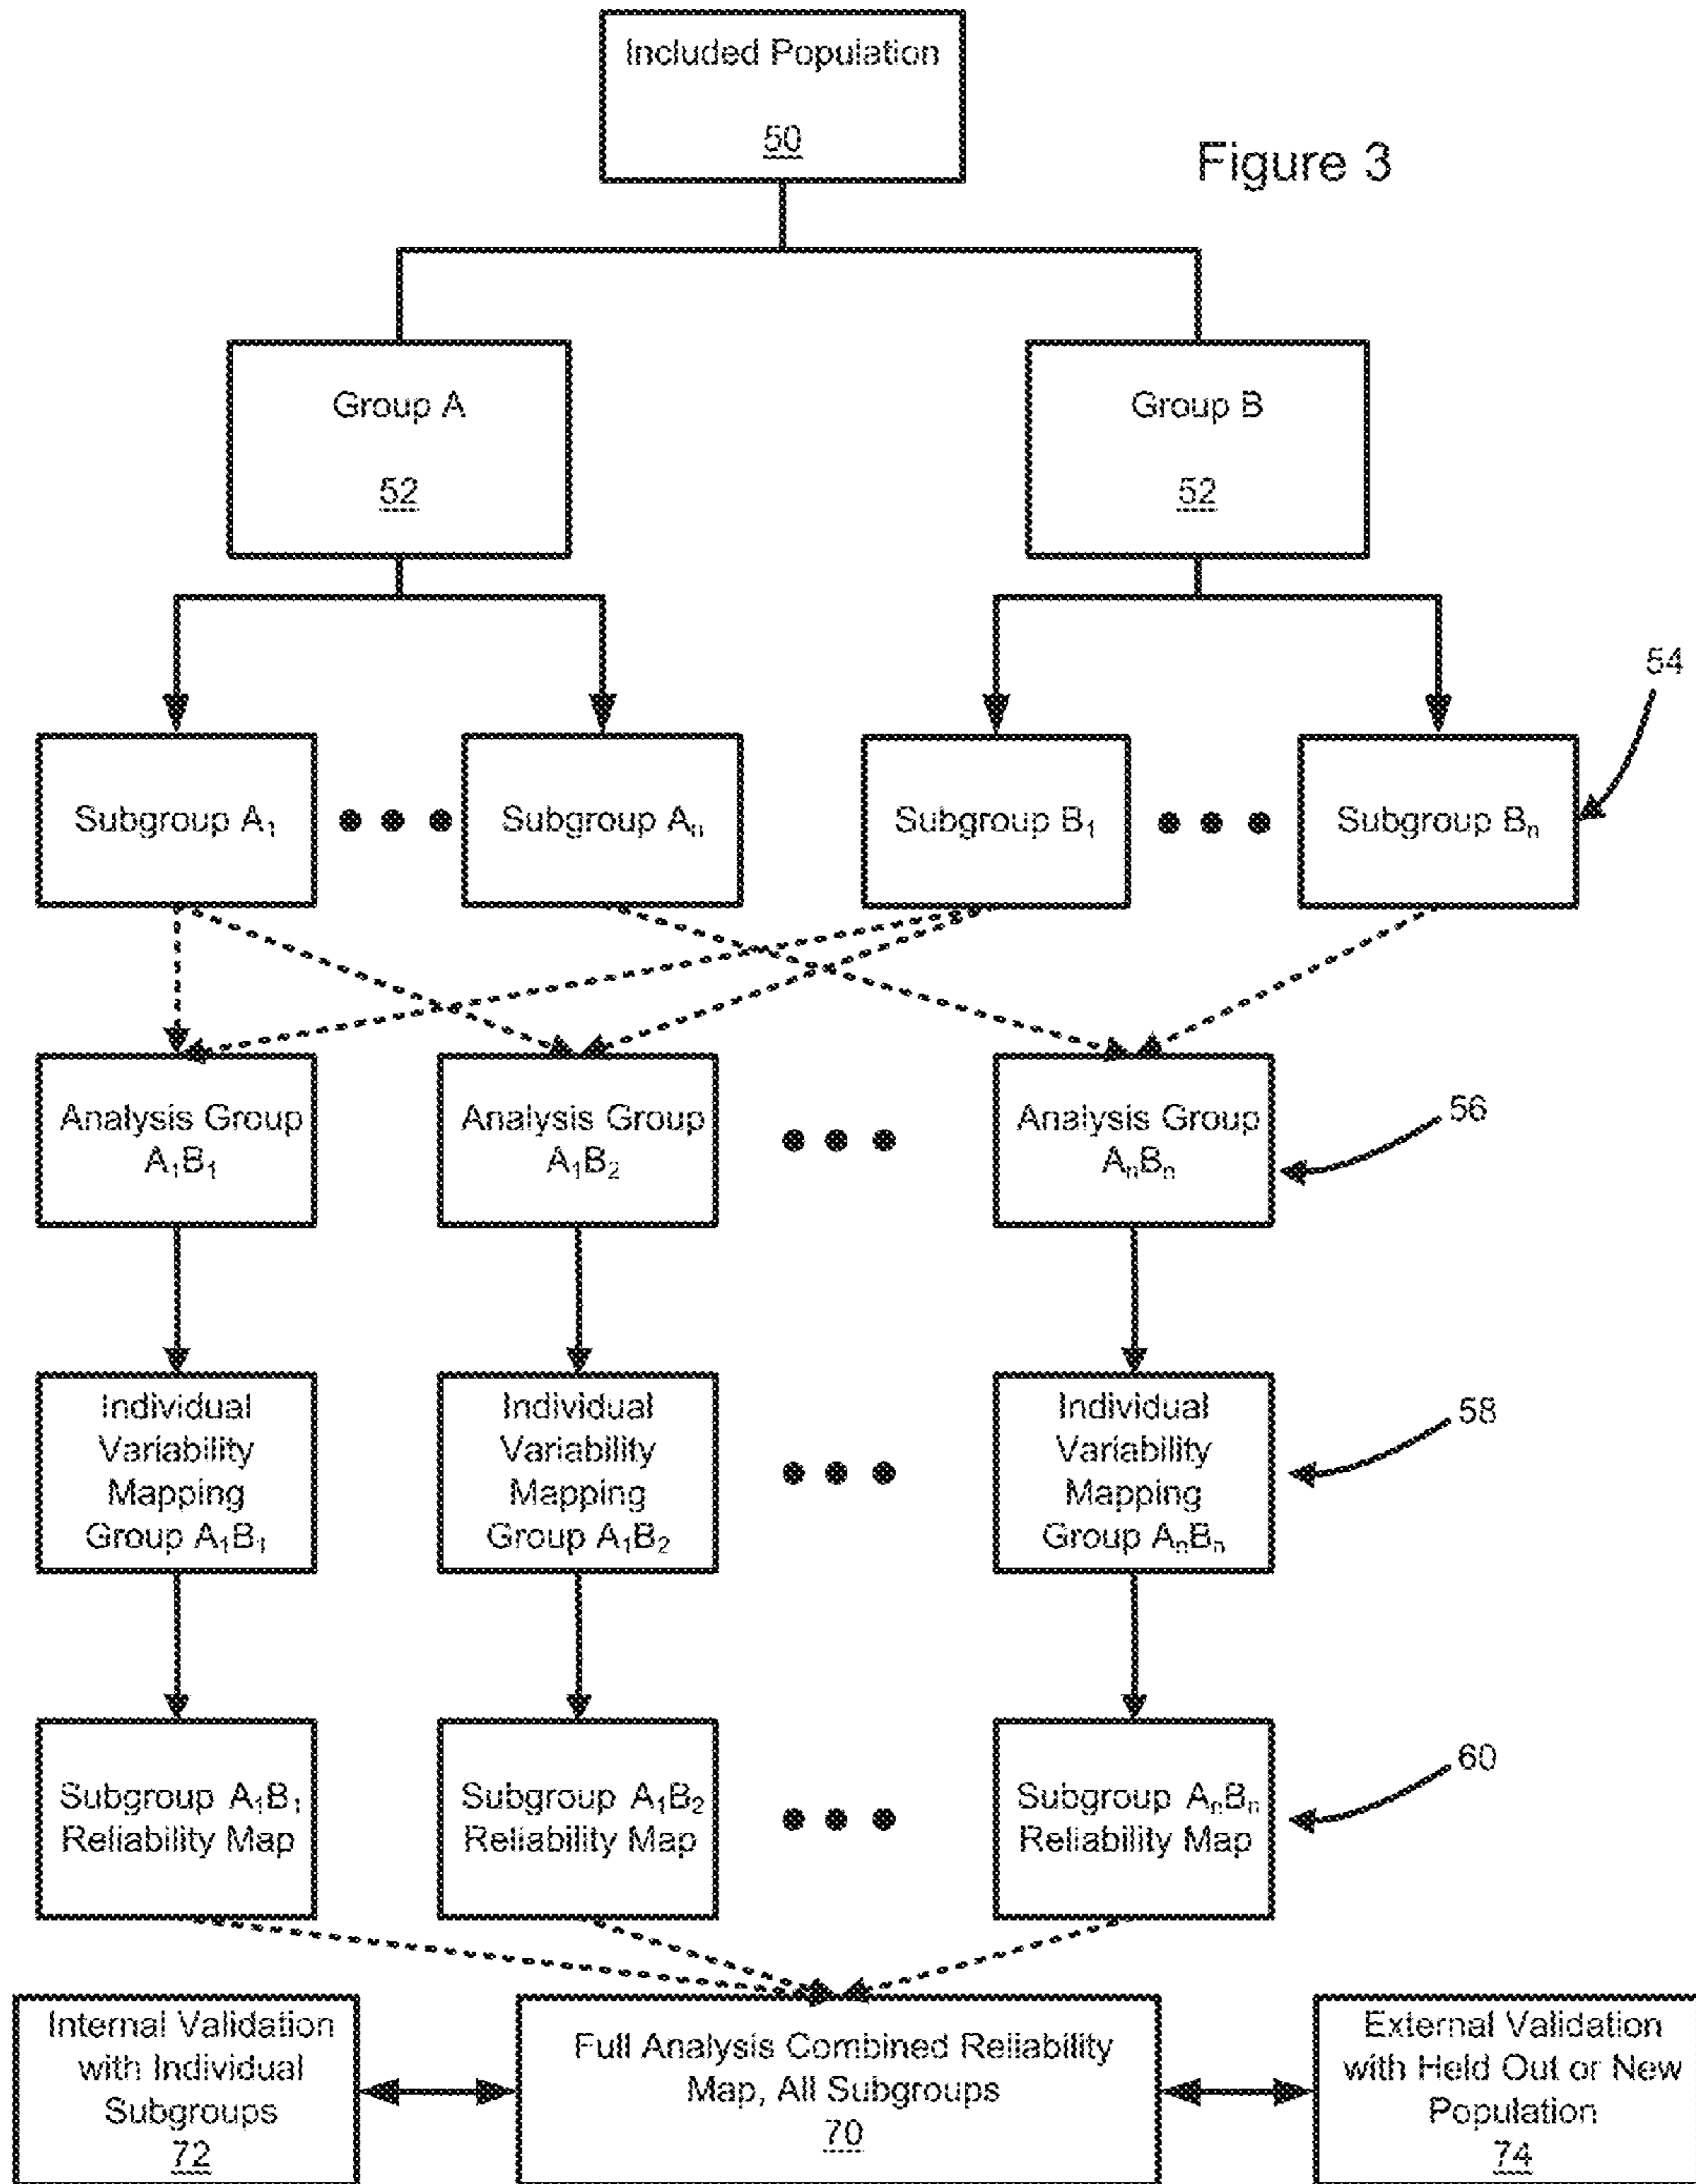 Included Population
50
Figure 3
Group A
52
Group B
52
54
Subgroup A₁
Subgroup Aₙ
Subgroup B₁
Subgroup Bₙ
Analysis Group
A₁B₁
Analysis Group
A₁B₂
Analysis Group
AₙBₙ
56
Individual
Variability
Mapping
Group A₁B₁
Individual
Variability
Mapping
Group A₁B₂
Individual
Variability
Mapping
Group AₙBₙ
58
Subgroup A₁B₁
Reliability Map
Subgroup A₁B₂
Reliability Map
Subgroup AₙBₙ
Reliability Map
60
Internal Validation
with Individual
Subgroups
72
Full Analysis Combined Reliability
Map, All Subgroups
70
External Validation
with Held Out or New
Population
74